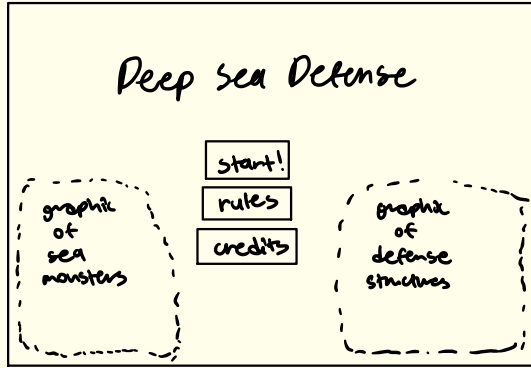 Deep Sea Defense
start!
rules
credits
graphic
of
sea
monsters
graphic
of
defense
structures